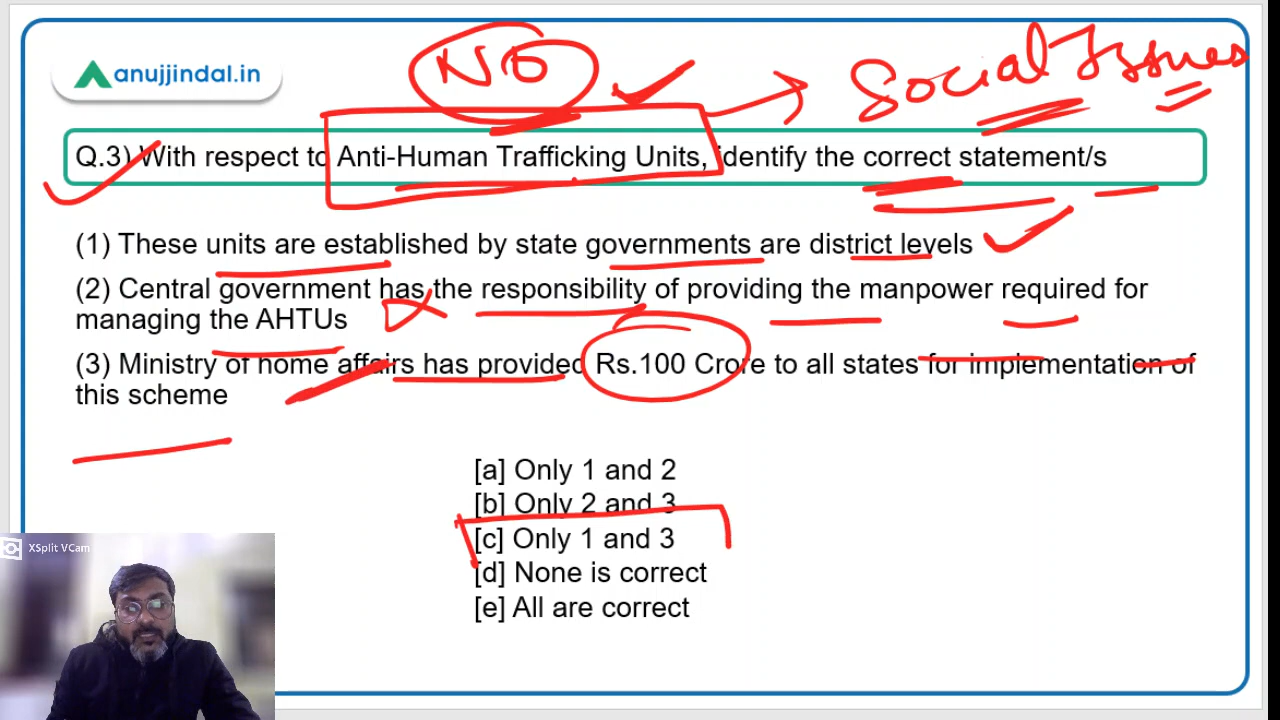 anujjindal.in
NO
Social Issues
Q.3) With respect to Anti-Human Trafficking Units, identify the correct statement/s
(1) These units are established by state governments are district levels
(2) Central government has the responsibility of providing the manpower required for
managing the AHTUs
(3) Ministry of home affairs has provided Rs.100 Crore to all states for implementation of
this scheme
[a] Only 1 and 2
[b] Only 2 and 3
[c] Only 1 and 3
[d] None is correct
[e] All are correct
XSplit VCam